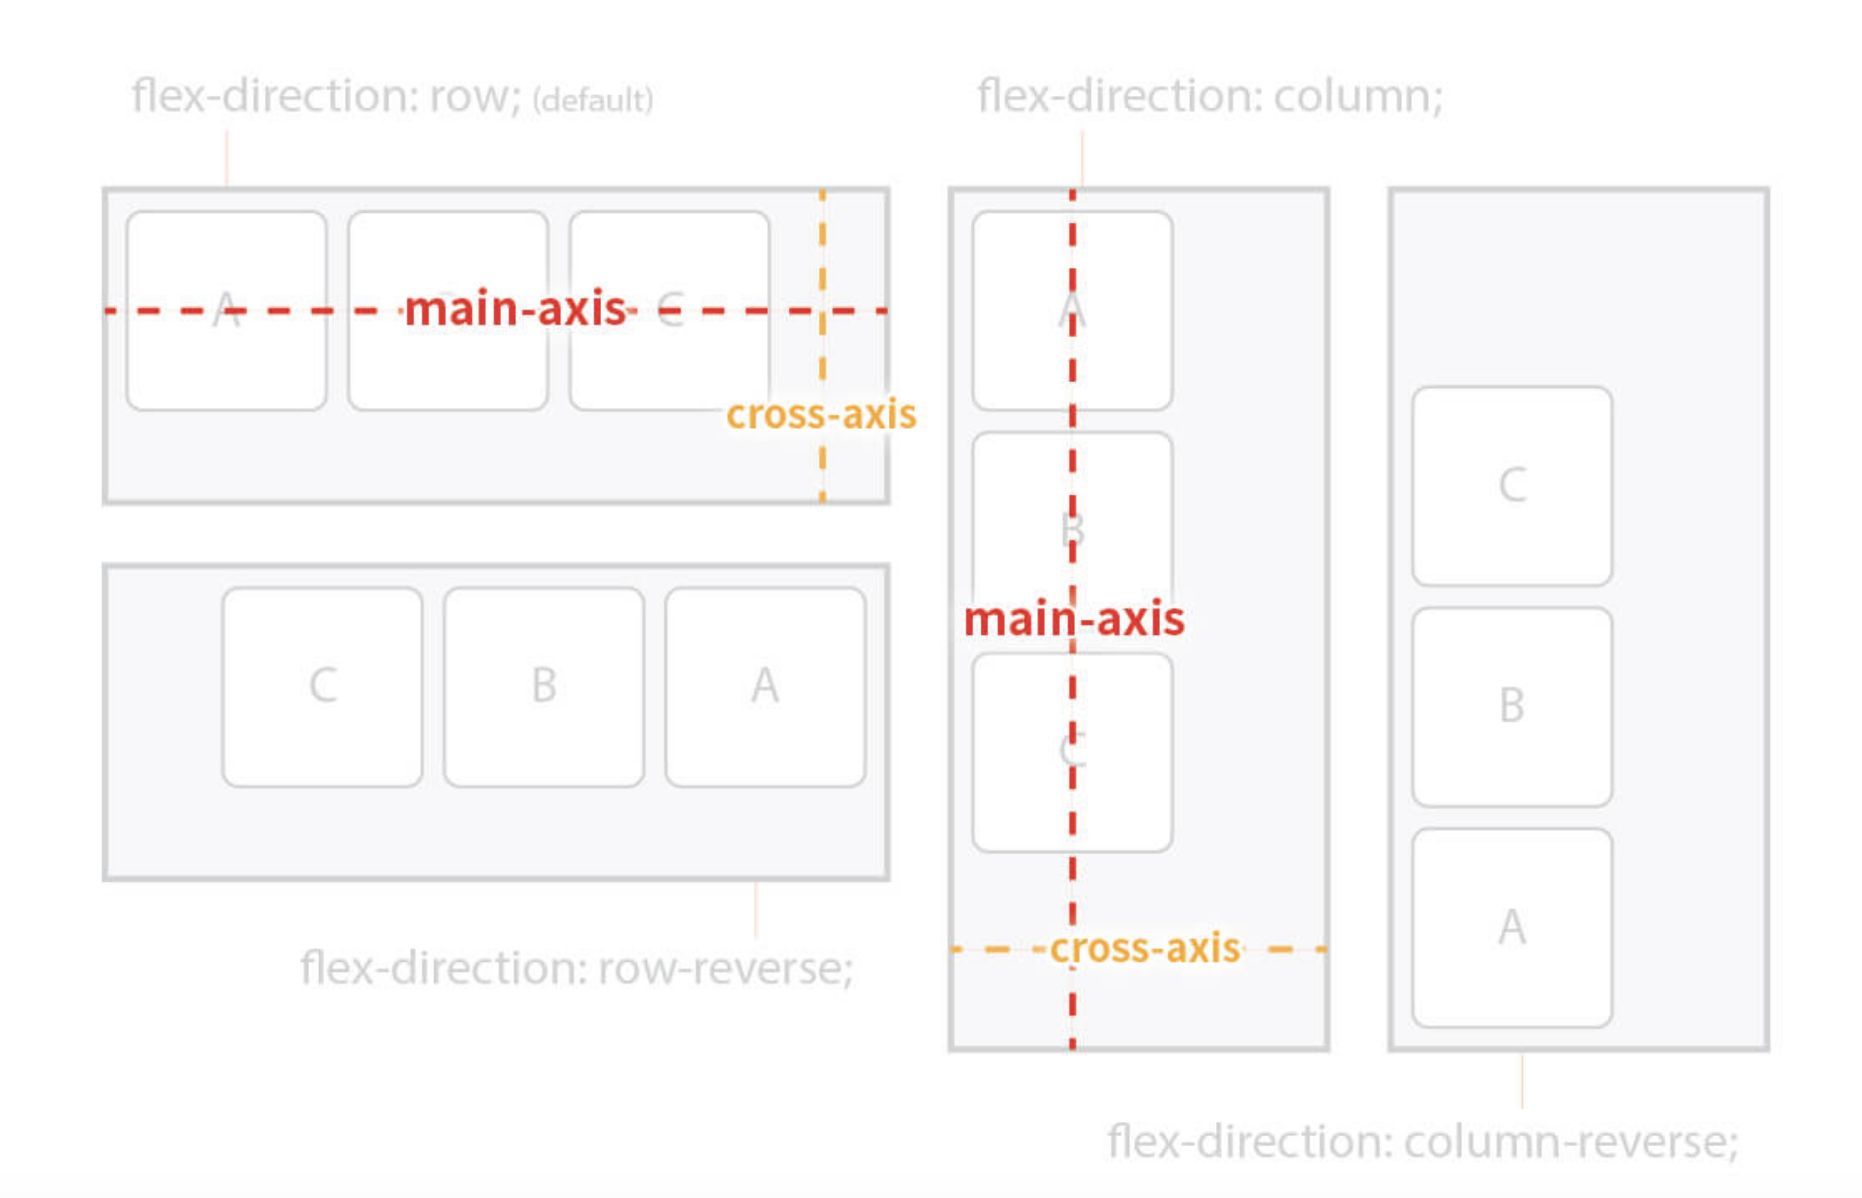 flex-direction: row; (default)
A
main-axis
C
cross-axis
C
B
A
flex-direction: row-reverse;
flex-direction: column;
A
B
main-axis
C
cross-axis
C
B
A
flex-direction: column-reverse;